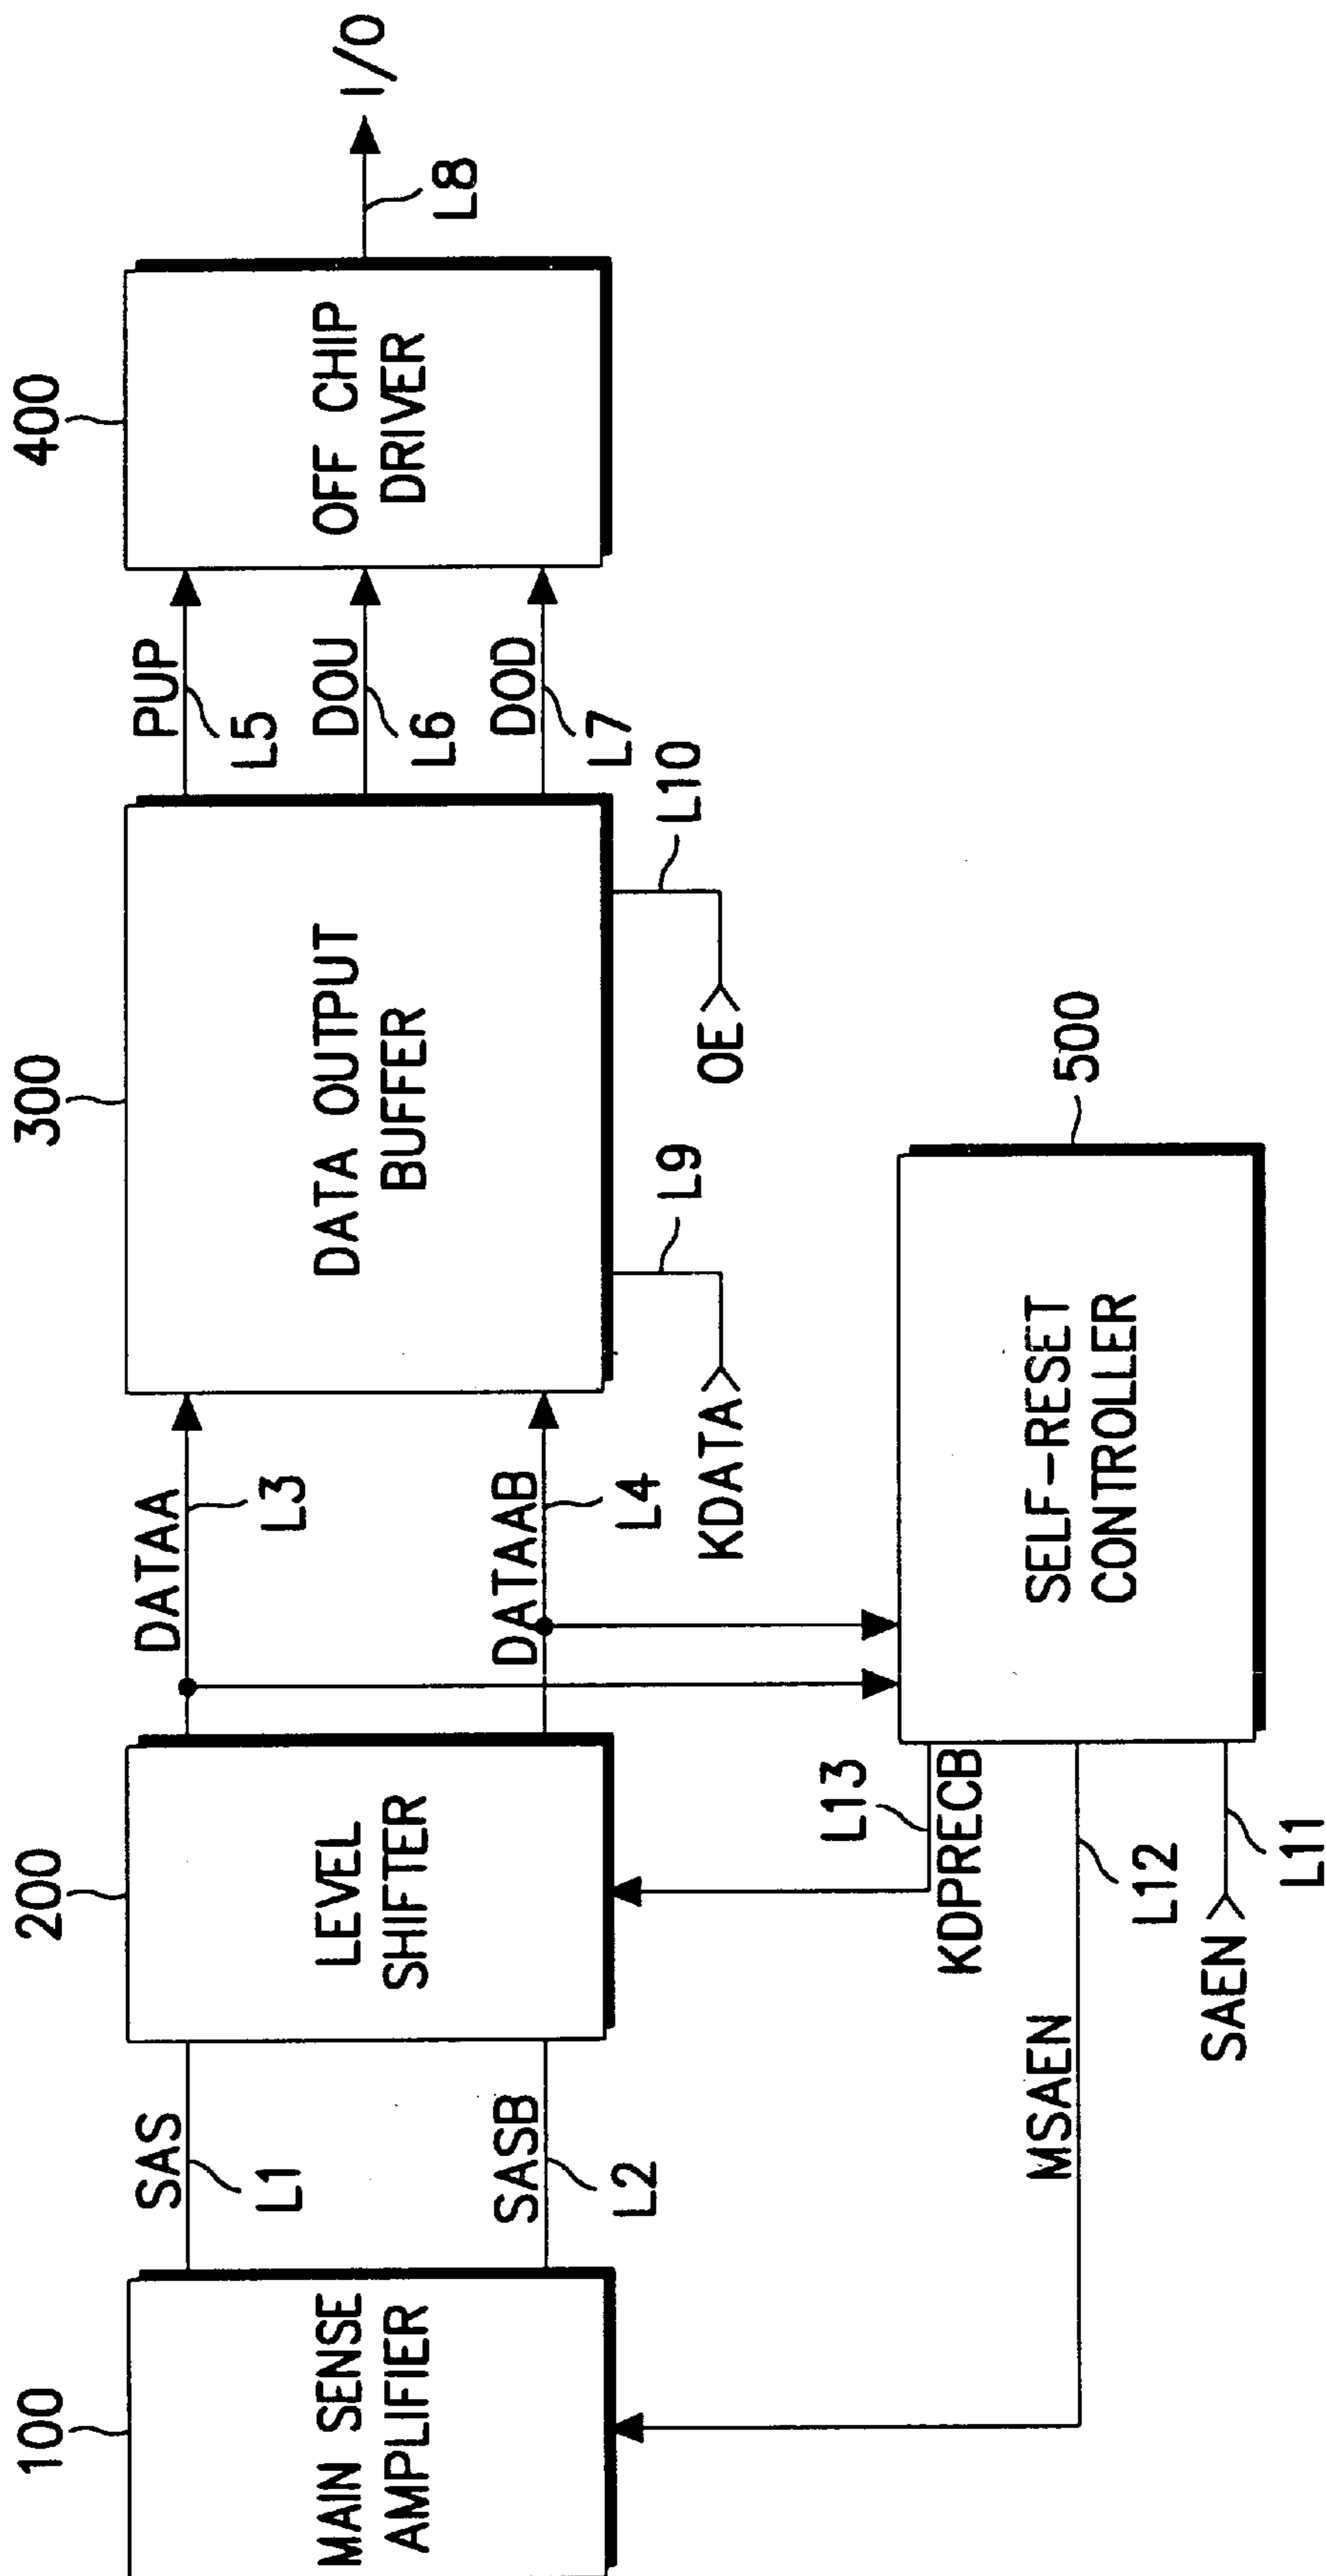 100
200
300
400
MAIN SENSE
AMPLIFIER
SAS
L1
SASB
L2
LEVEL
SHIFTER
DATAA
L3
DATAAB
L4
DATA OUTPUT
BUFFER
PUP
L5
DOU
L6
DOD
L7
OFF CHIP
DRIVER
I/O
L8
KDATA
L9
OE
L10
L13
KDPRECB
MSAEN
L12
SAEN
L11
SELF-RESET
CONTROLLER
500